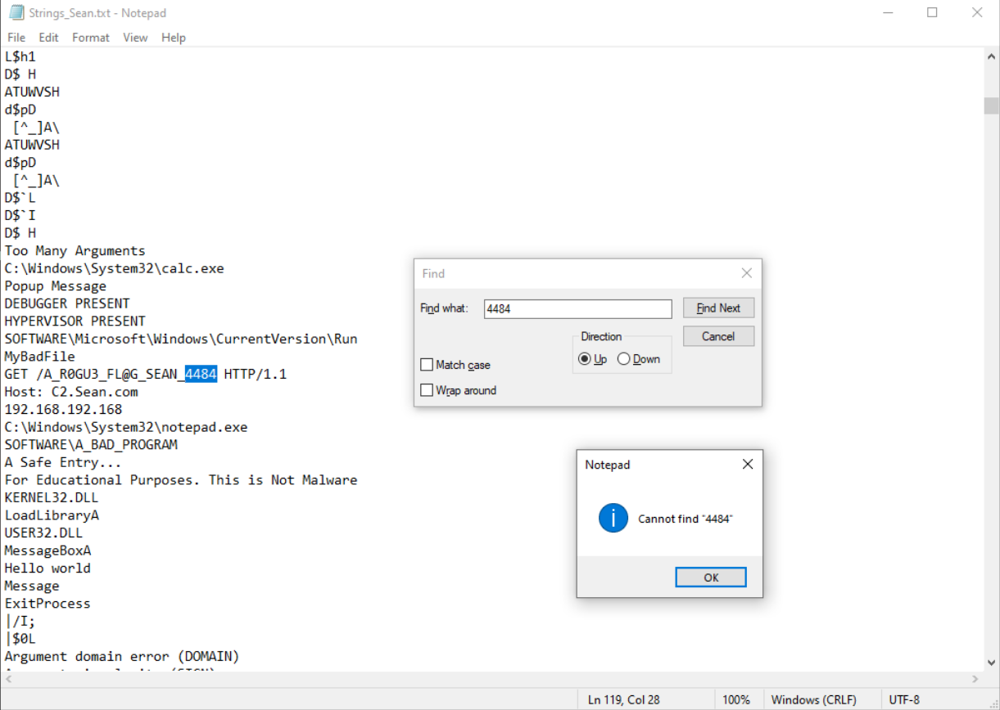 Strings_Sean.txt - Notepad
File Edit Format View Help
L$h1
D$ H
ATUWVSH
d$pD
 [^_]A\
ATUWVSH
d$pD
 [^_]A\
D$`L
D$`I
D$ H
Too Many Arguments
C:\Windows\System32\calc.exe
Popup Message
DEBUGGER PRESENT
HYPERVISOR PRESENT
SOFTWARE\Microsoft\Windows\CurrentVersion\Run
MyBadFile
GET /A_R0GU3_FL@G_SEAN_4484 HTTP/1.1
Host: C2.Sean.com
192.168.192.168
C:\Windows\System32\notepad.exe
SOFTWARE\A_BAD_PROGRAM
A Safe Entry...
For Educational Purposes. This is Not Malware
KERNEL32.DLL
LoadLibraryA
USER32.DLL
MessageBoxA
Hello world
Message
ExitProcess
|/I;
|$0L
Argument domain error (DOMAIN)
Find
Find what: 4484
Find Next
Cancel
Direction
Up Down
Match case
Wrap around
Notepad
Cannot find "4484"
OK
Ln 119, Col 28 100% Windows (CRLF) UTF-8